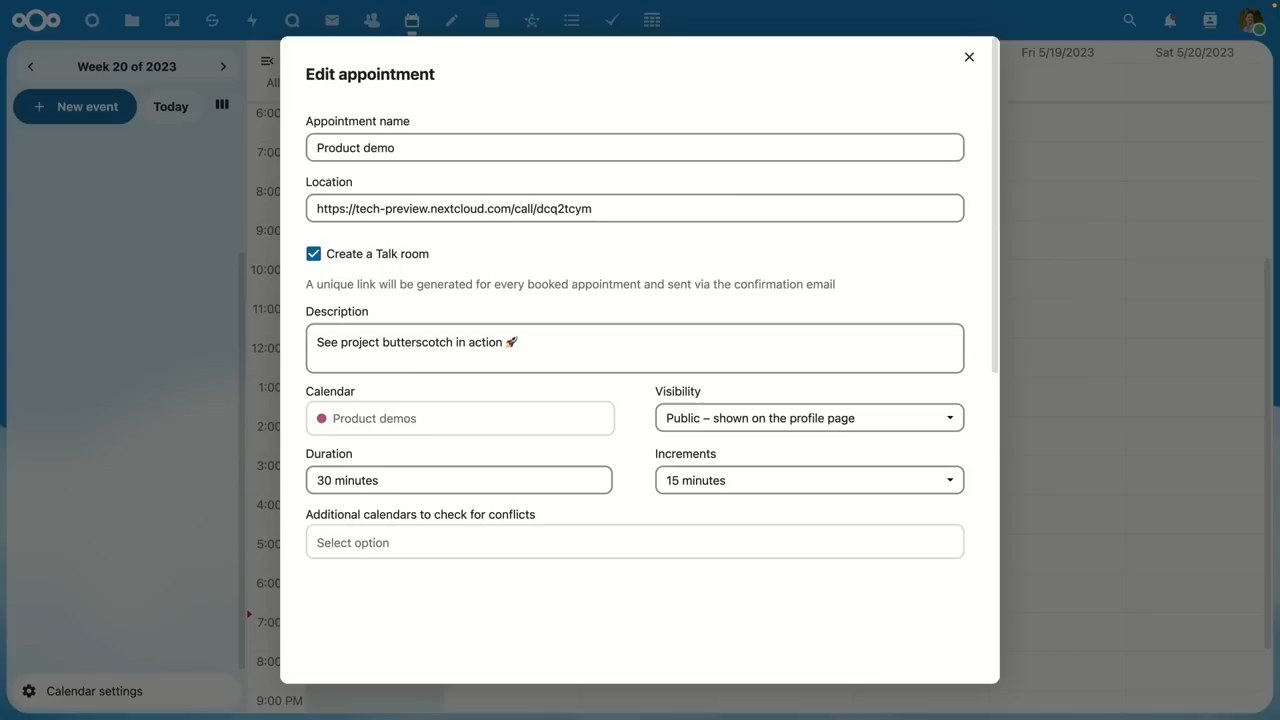 Week 20 of 2023
Fri 5/19/2023
Sat 5/20/2023
New event
Today
All
6:00
7:00
8:00
9:00
10:00
11:00
12:00
1:00
2:00
3:00
4:00
5:00
6:00
7:00
8:00
9:00 PM
Calendar settings
Edit appointment
Appointment name
Product demo
Location
https://tech-preview.nextcloud.com/call/dcq2tcym
Create a Talk room
A unique link will be generated for every booked appointment and sent via the confirmation email
Description
See project butterscotch in action 🚀
Calendar
Visibility
Product demos
Public – shown on the profile page
Duration
Increments
30 minutes
15 minutes
Additional calendars to check for conflicts
Select option